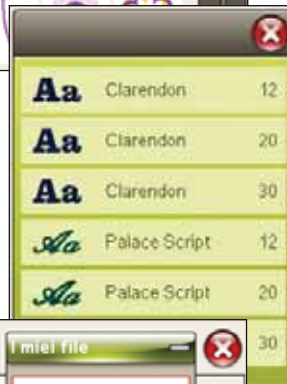 Aa Clarendon 12
Aa Clarendon 20
Aa Clarendon 30
Aa Palace Script 12
Aa Palace Script 20
30
I miei file